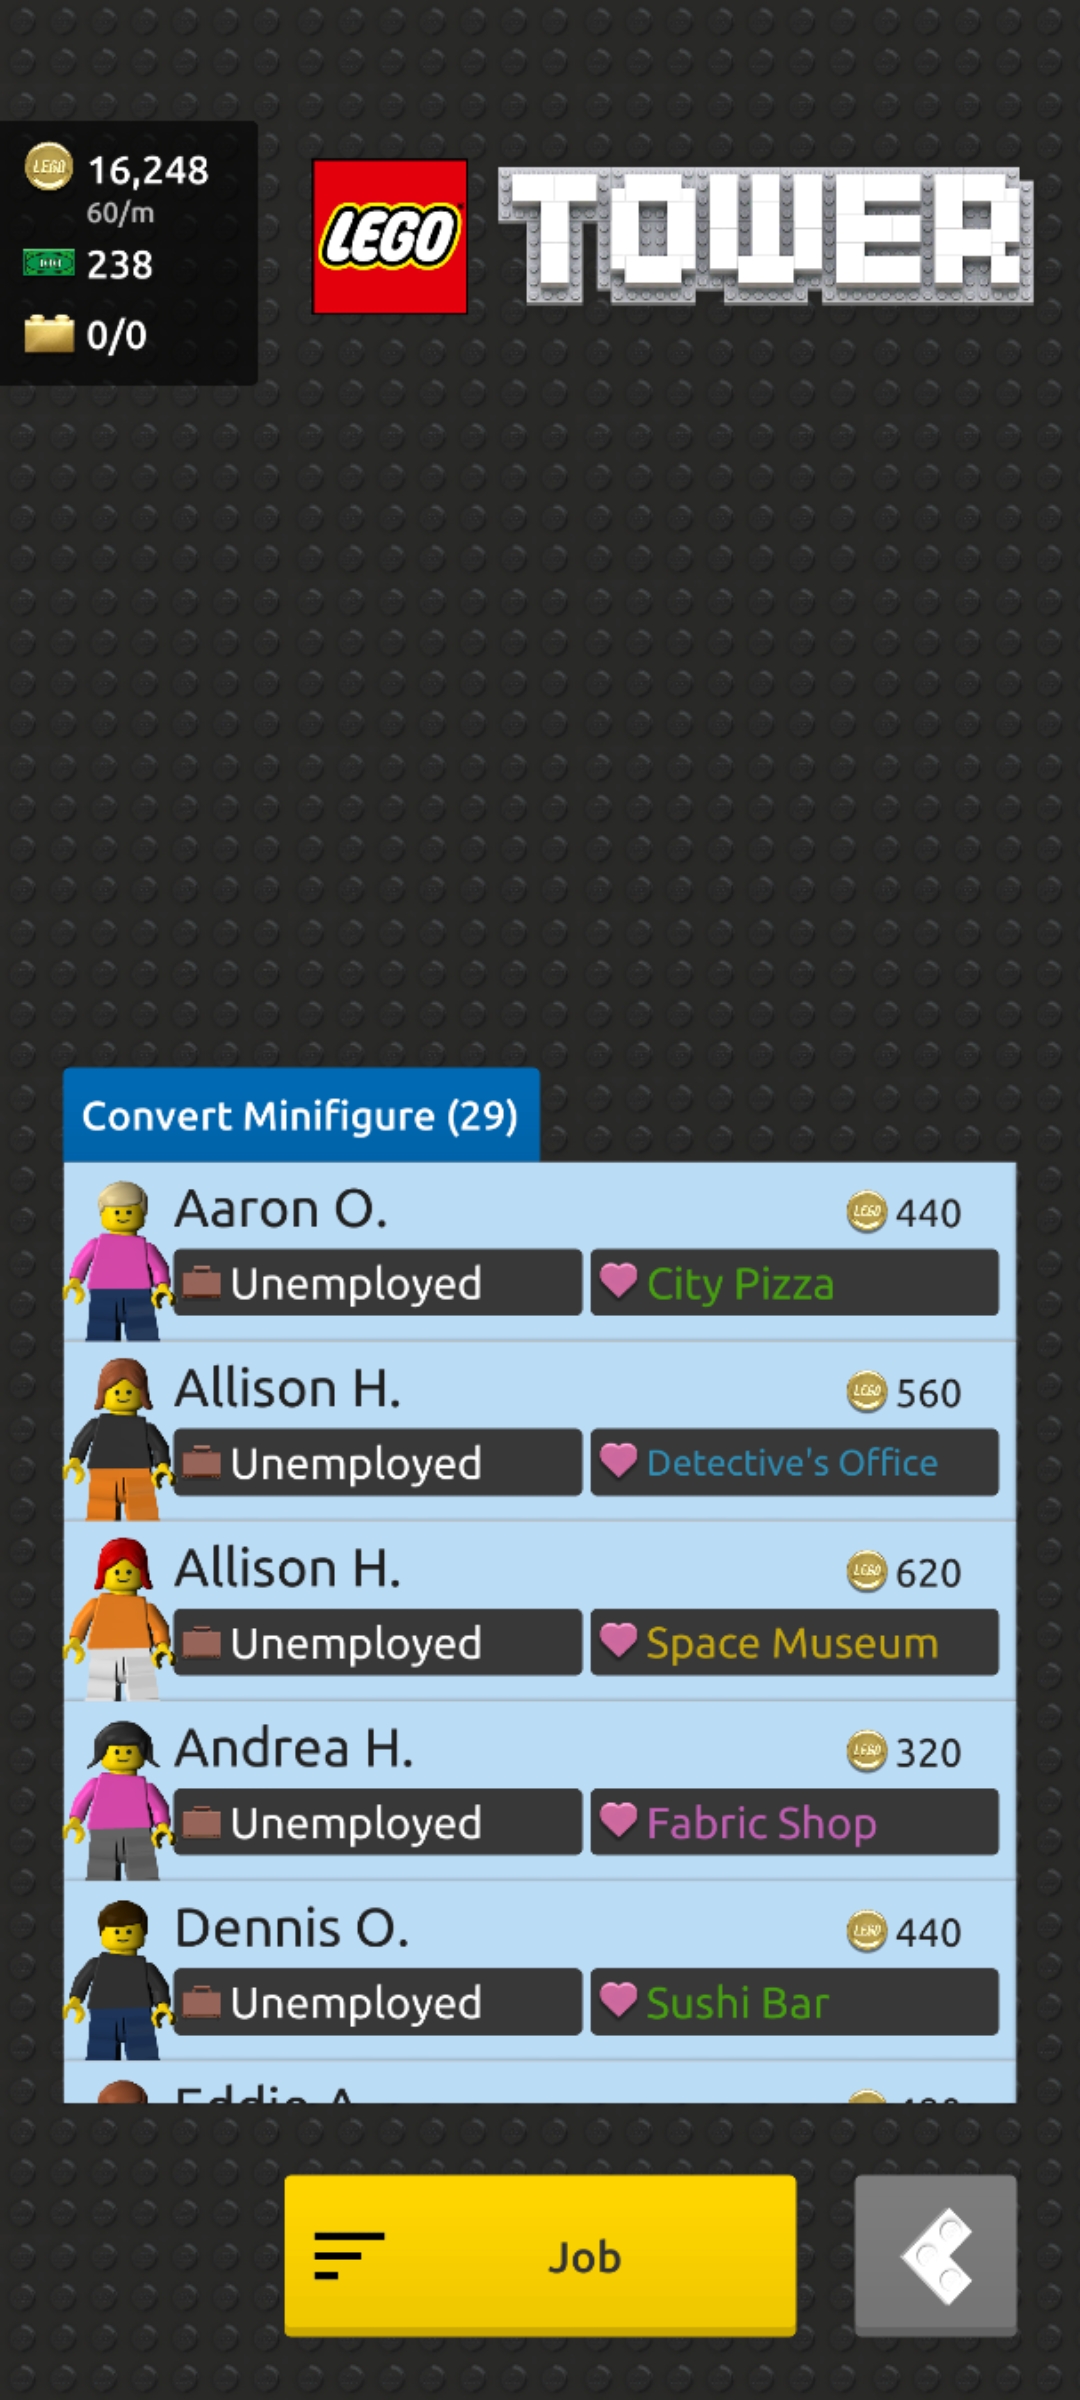 16,248
60/m
238
0/0
LEGO TOWER
Convert Minifigure (29)
Aaron O.
440
Unemployed
City Pizza
Allison H.
560
Unemployed
Detective's Office
Allison H.
620
Unemployed
Space Museum
Andrea H.
320
Unemployed
Fabric Shop
Dennis O.
440
Unemployed
Sushi Bar
Eddie A.
Job